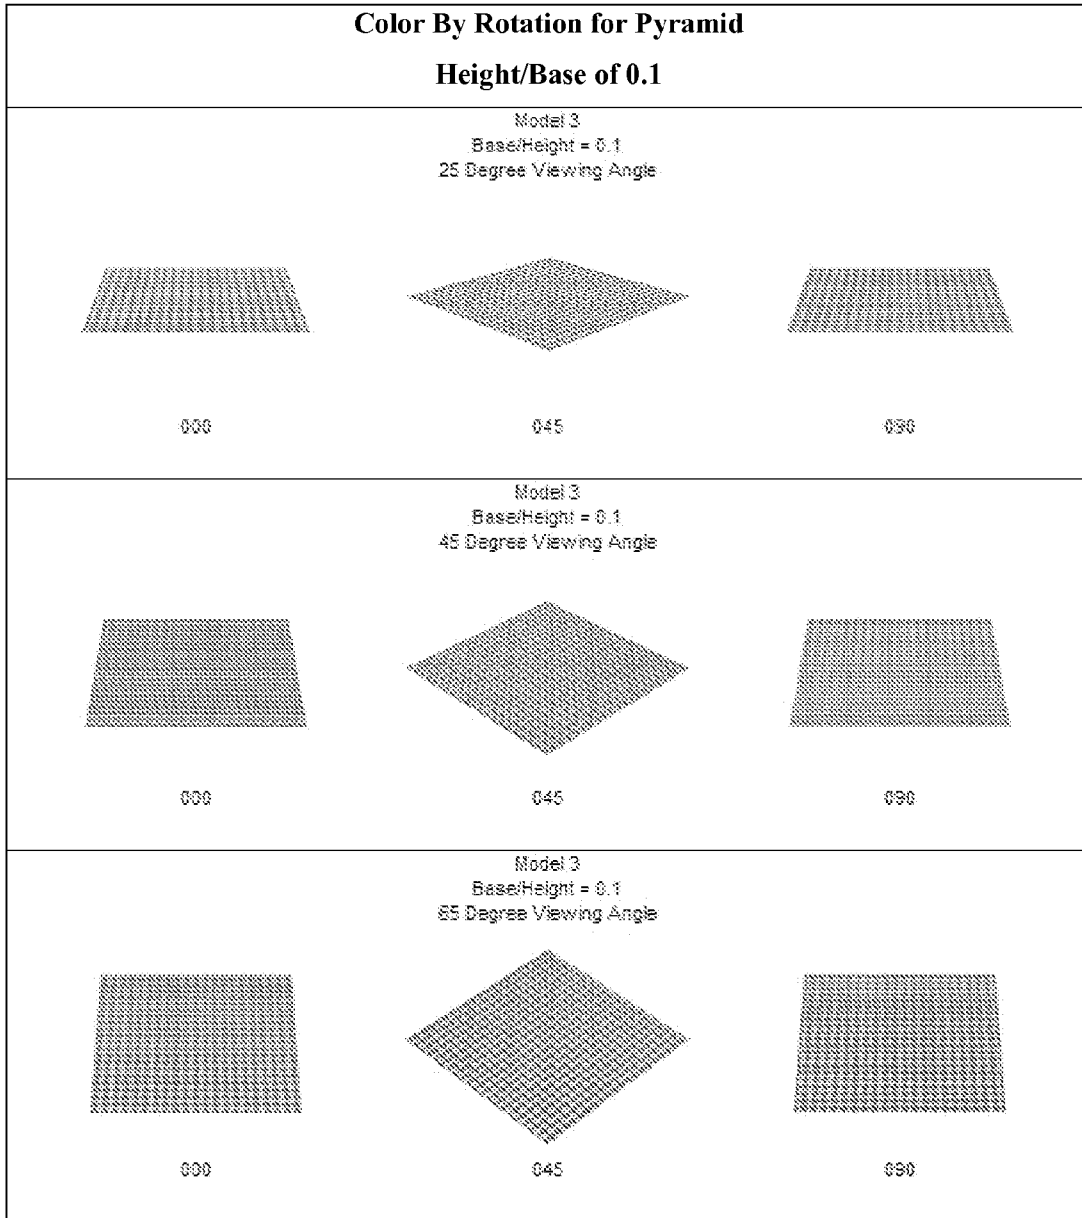 Color By Rotation for Pyramid
Height/Base of 0.1
Model 3
Base/Height = 0.1
25 Degree Viewing Angle
000 045 090
Model 3
Base/Height = 0.1
45 Degree Viewing Angle
000 045 090
Model 3
Base/Height = 0.1
65 Degree Viewing Angle
000 045 090